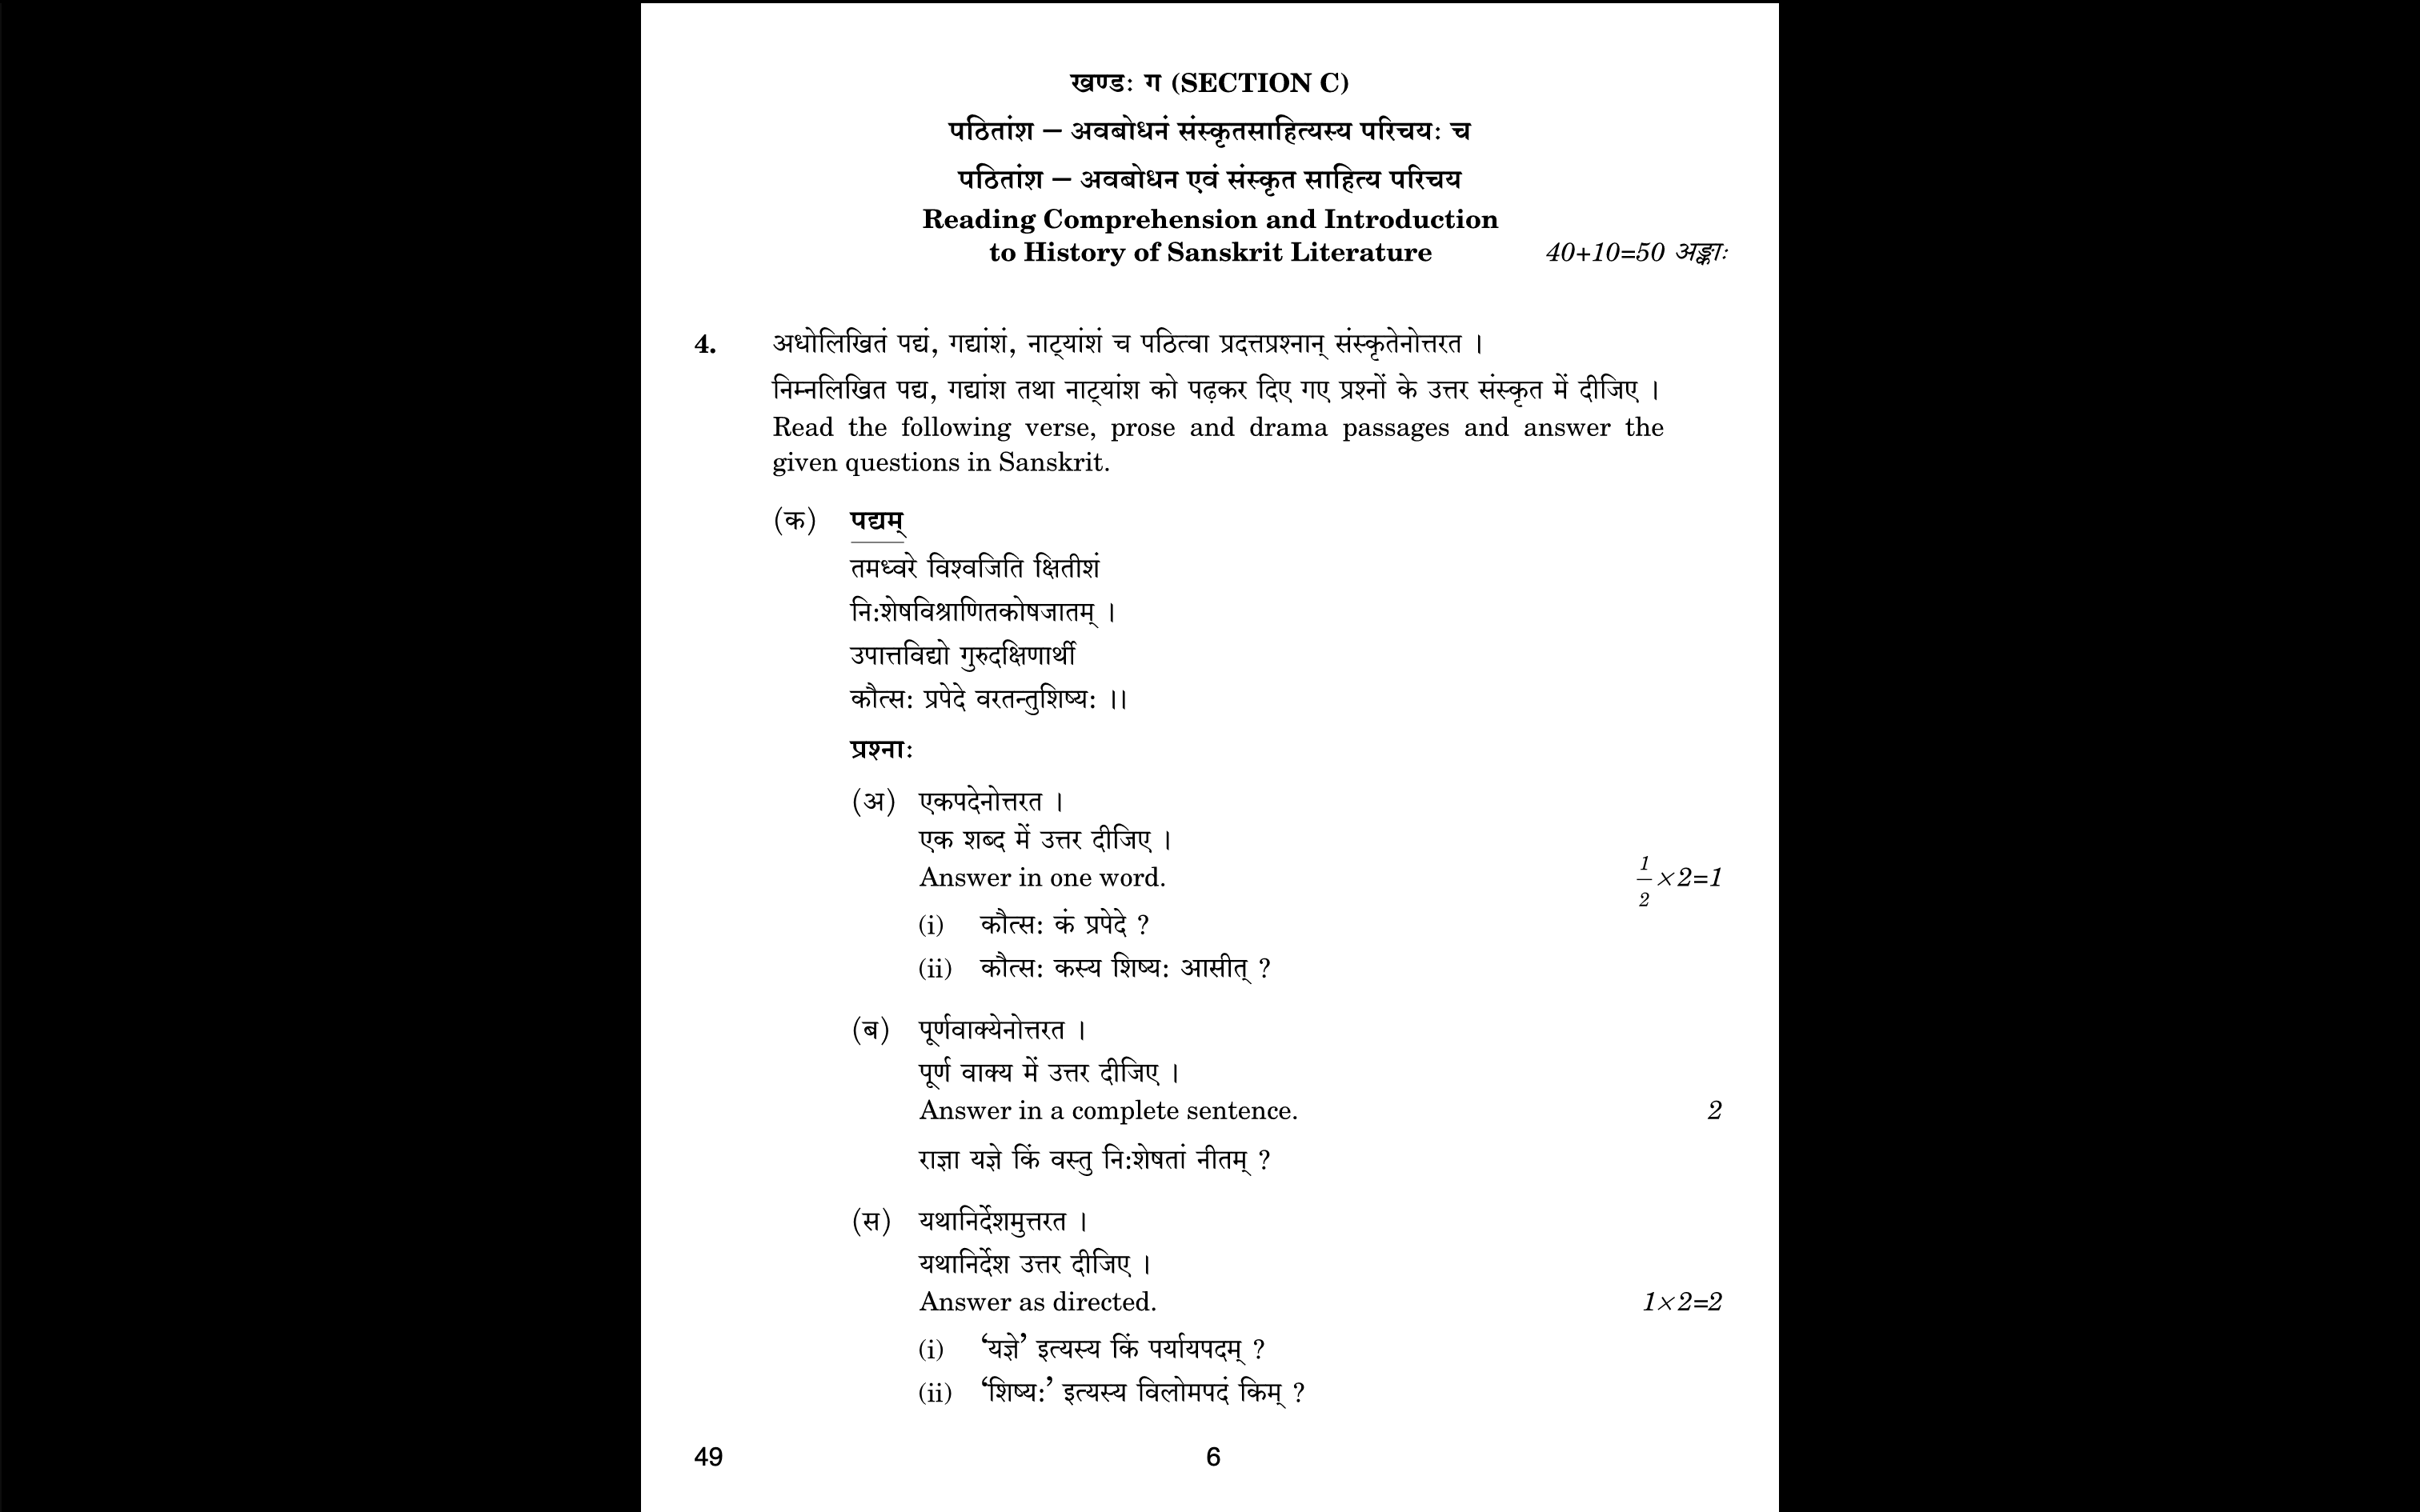 खण्डः ग (SECTION C)
पठितांश – अवबोधनं संस्कृतसाहित्यस्य परिचयः च
पठितांश – अवबोधन एवं संस्कृत साहित्य परिचय
Reading Comprehension and Introduction
to History of Sanskrit Literature 40+10=50 अङ्काः
4. अधोलिखितं पद्यं, गद्यांशं, नाट्यांशं च पठित्वा प्रदत्तप्रश्नान् संस्कृतेनोत्तरत ।
निम्नलिखित पद्य, गद्यांश तथा नाट्यांश को पढ़कर दिए गए प्रश्नों के उत्तर संस्कृत में दीजिए ।
Read the following verse, prose and drama passages and answer the
given questions in Sanskrit.
(क) पद्यम्
तमध्वरे विश्वजिति क्षितीशं
निःशेषविश्राणितकोषजातम् ।
उपात्तविद्यो गुरुदक्षिणार्थी
कौत्सः प्रपेदे वरतन्तुशिष्यः ।।
प्रश्नाः
(अ) एकपदेनोत्तरत ।
एक शब्द में उत्तर दीजिए ।
Answer in one word. 1/2×2=1
(i) कौत्सः कं प्रपेदे ?
(ii) कौत्सः कस्य शिष्यः आसीत् ?
(ब) पूर्णवाक्येनोत्तरत ।
पूर्ण वाक्य में उत्तर दीजिए ।
Answer in a complete sentence. 2
राज्ञा यज्ञे किं वस्तु निःशेषतां नीतम् ?
(स) यथानिर्देशमुत्तरत ।
यथानिर्देश उत्तर दीजिए ।
Answer as directed. 1×2=2
(i) ‘यज्ञे’ इत्यस्य किं पर्यायपदम् ?
(ii) ‘शिष्यः’ इत्यस्य विलोमपदं किम् ?
49 6